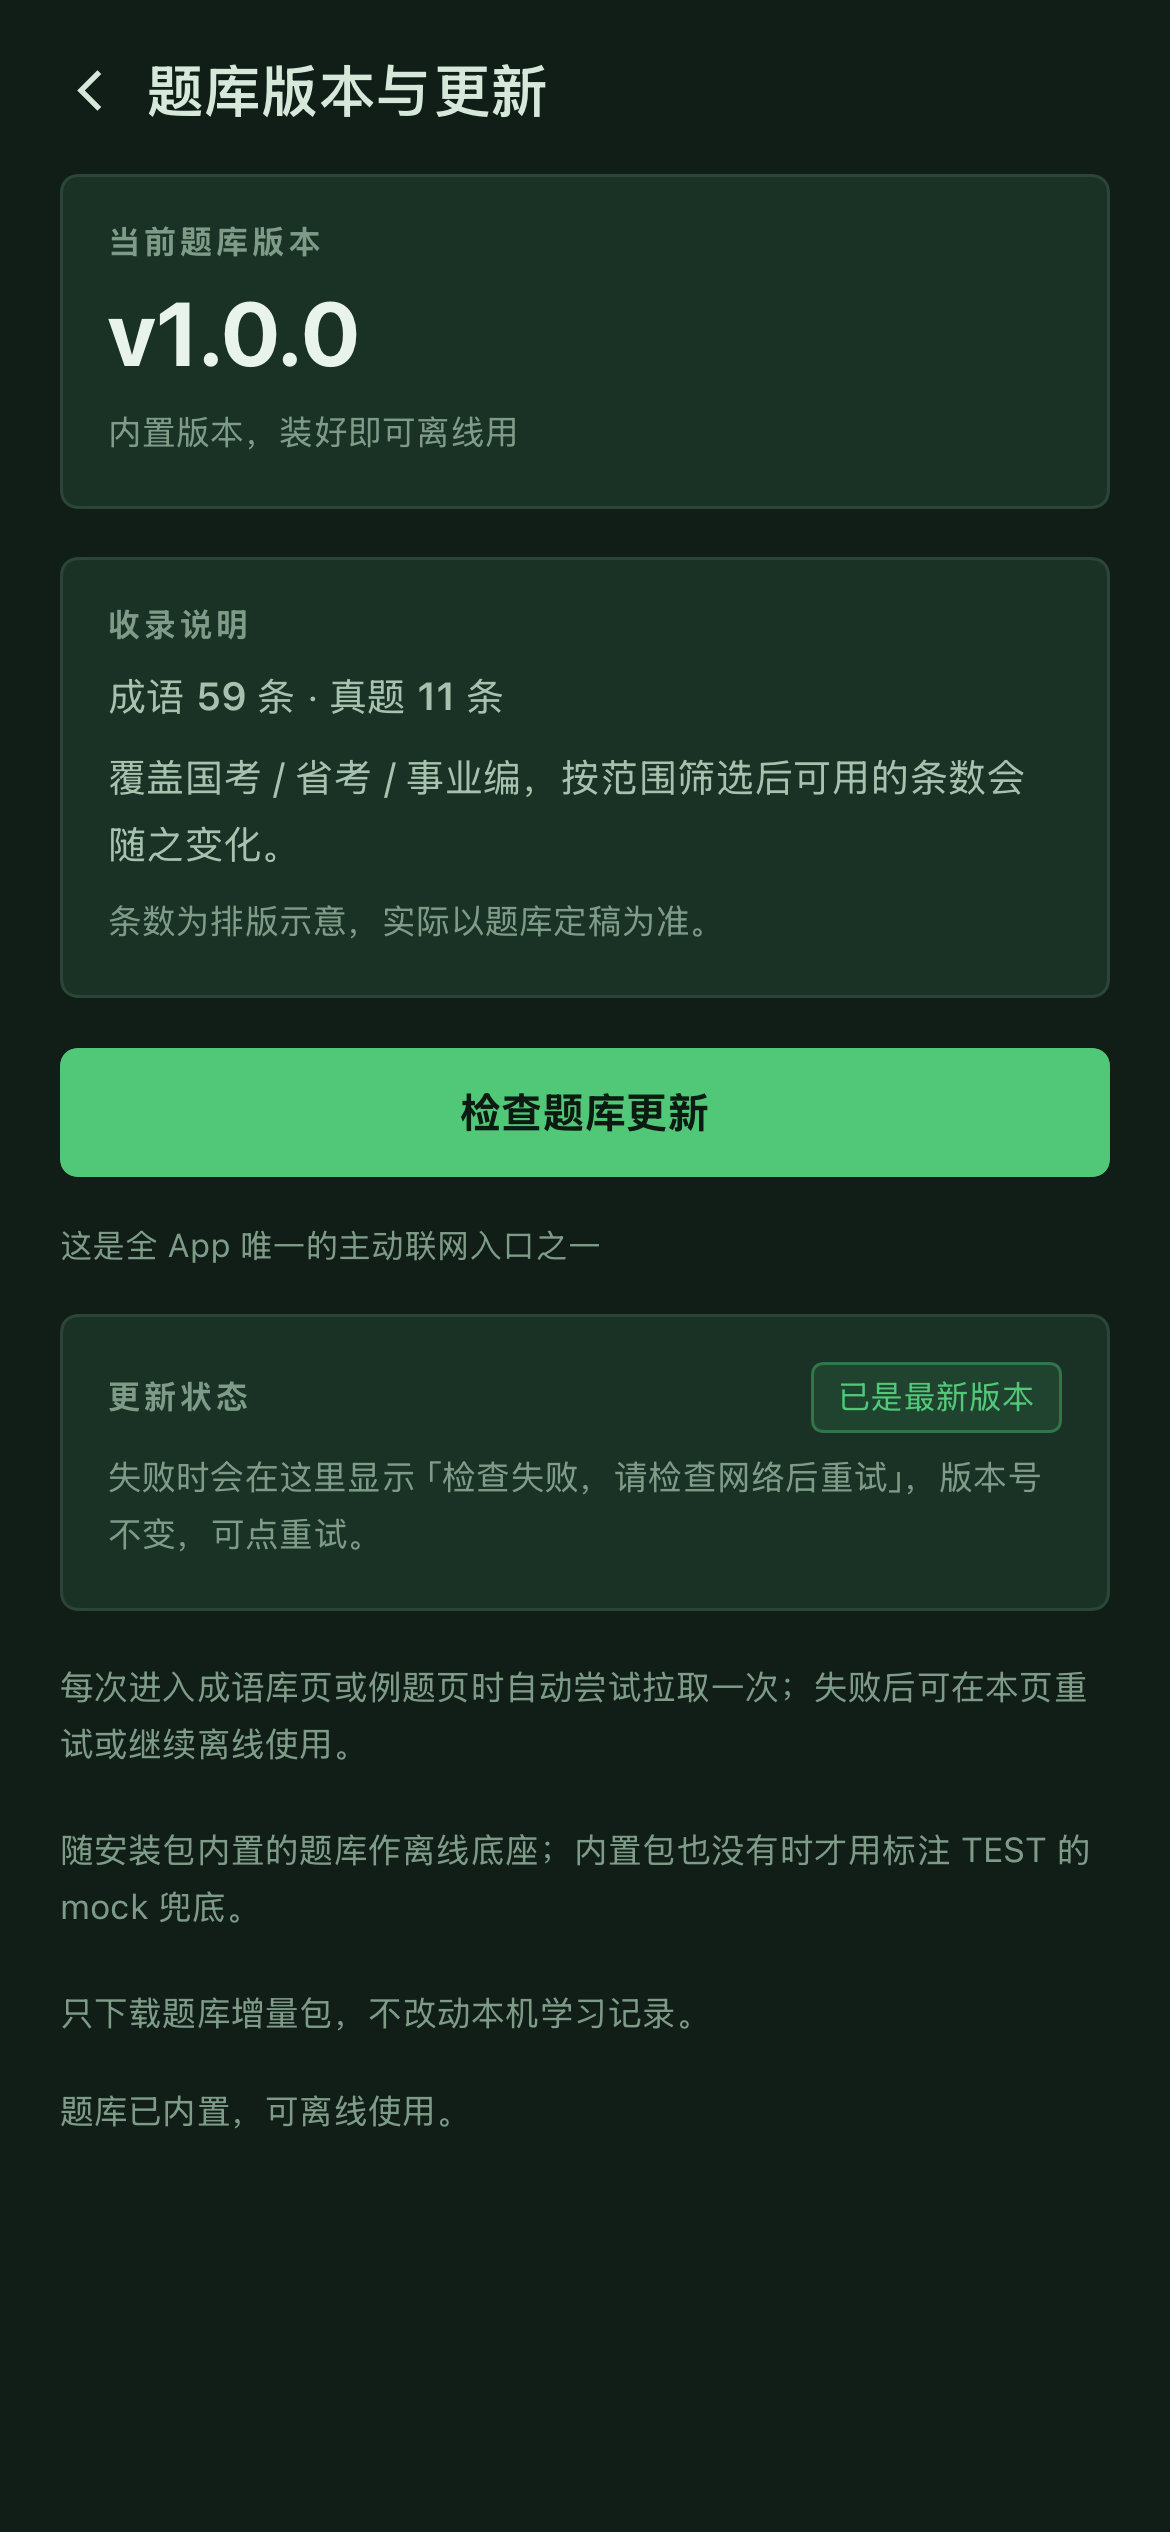 题库版本与更新
当前题库版本
v1.0.0
内置版本，装好即可离线用
收录说明
成语 59 条 · 真题 11 条
覆盖国考 / 省考 / 事业编，按范围筛选后可用的条数会
随之变化。
条数为排版示意，实际以题库定稿为准。
检查题库更新
这是全 App 唯一的主动联网入口之一
更新状态
已是最新版本
失败时会在这里显示「检查失败，请检查网络后重试」，版本号
不变，可点重试。
每次进入成语库页或例题页时自动尝试拉取一次；失败后可在本页重
试或继续离线使用。
随安装包内置的题库作离线底座；内置包也没有时才用标注 TEST 的
mock 兜底。
只下载题库增量包，不改动本机学习记录。
题库已内置，可离线使用。